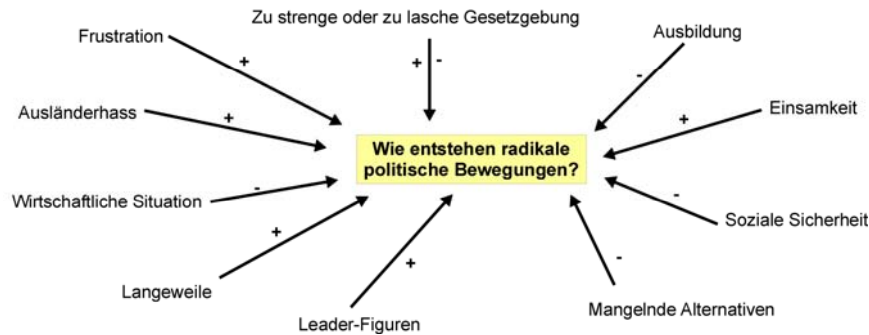 Zu strenge oder zu lasche Gesetzgebung
Frustration
Ausbildung
+
+ -
-
Ausländerhass
Einsamkeit
+
+
Wie entstehen radikale
politische Bewegungen?
Wirtschaftliche Situation
-
-
Soziale Sicherheit
+
+
-
Langeweile
Leader-Figuren
Mangelnde Alternativen